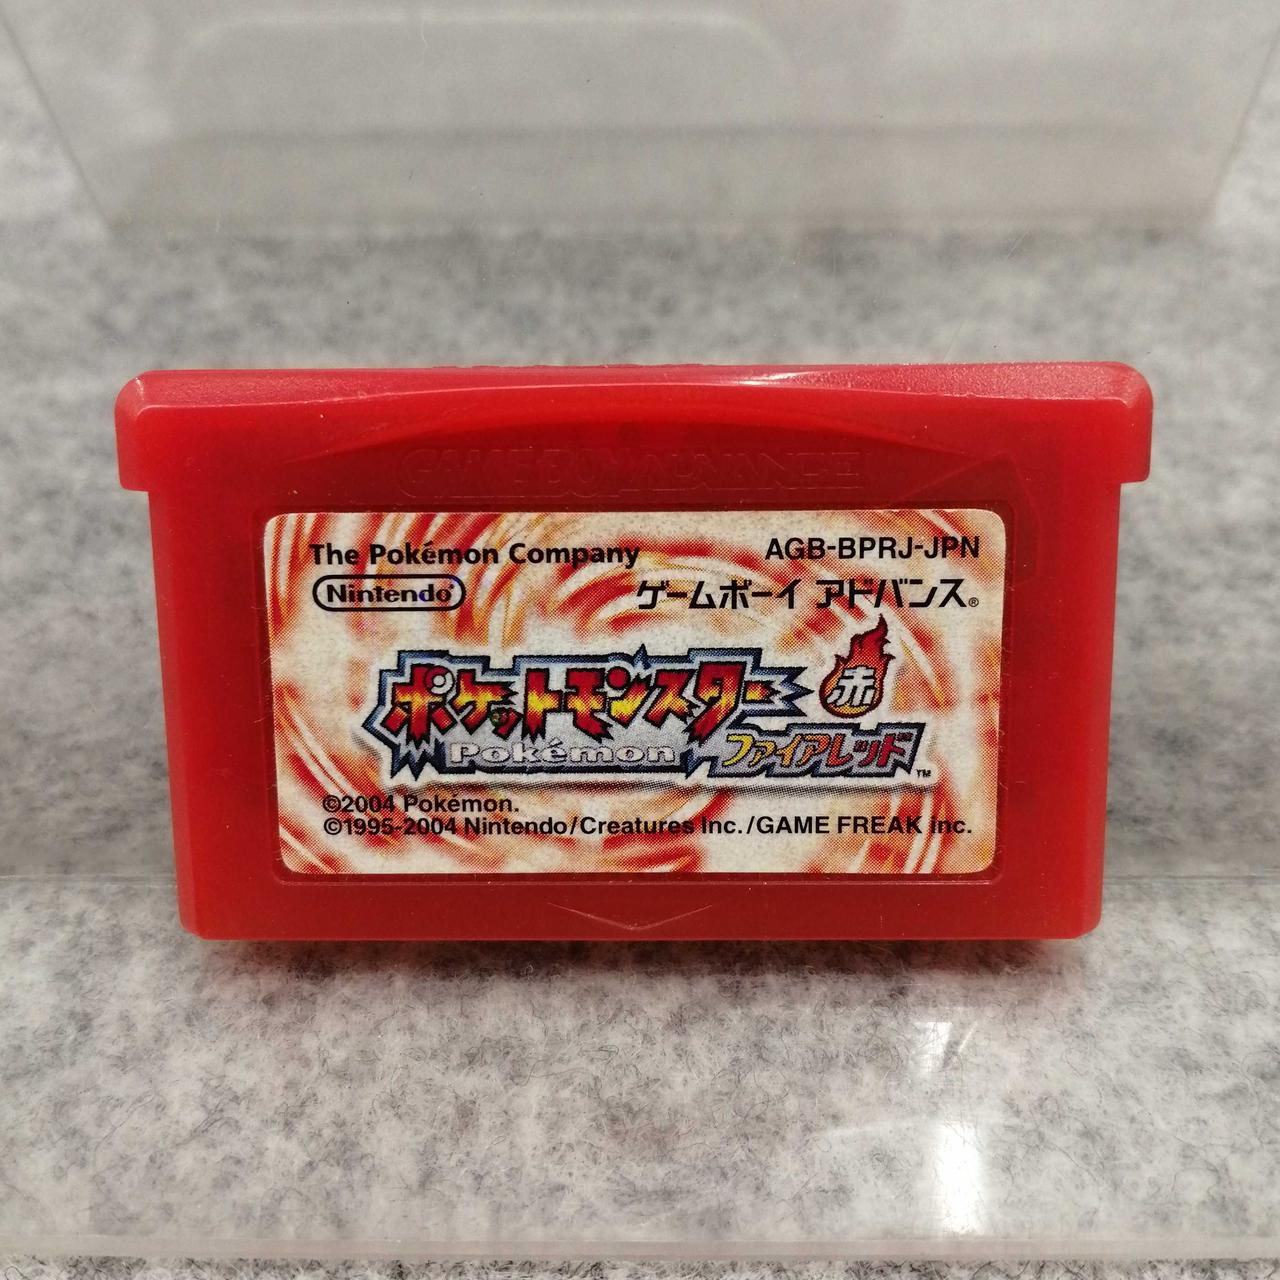 GAME BOY ADVANCE
The Pokémon Company
AGB-BPRJ-JPN
Nintendo®
ゲームボーイ アドバンス®
ポケットモンスター
赤
Pokémon
ファイアレッド™
©2004 Pokémon.
©1995-2004 Nintendo/Creatures Inc./GAME FREAK inc.